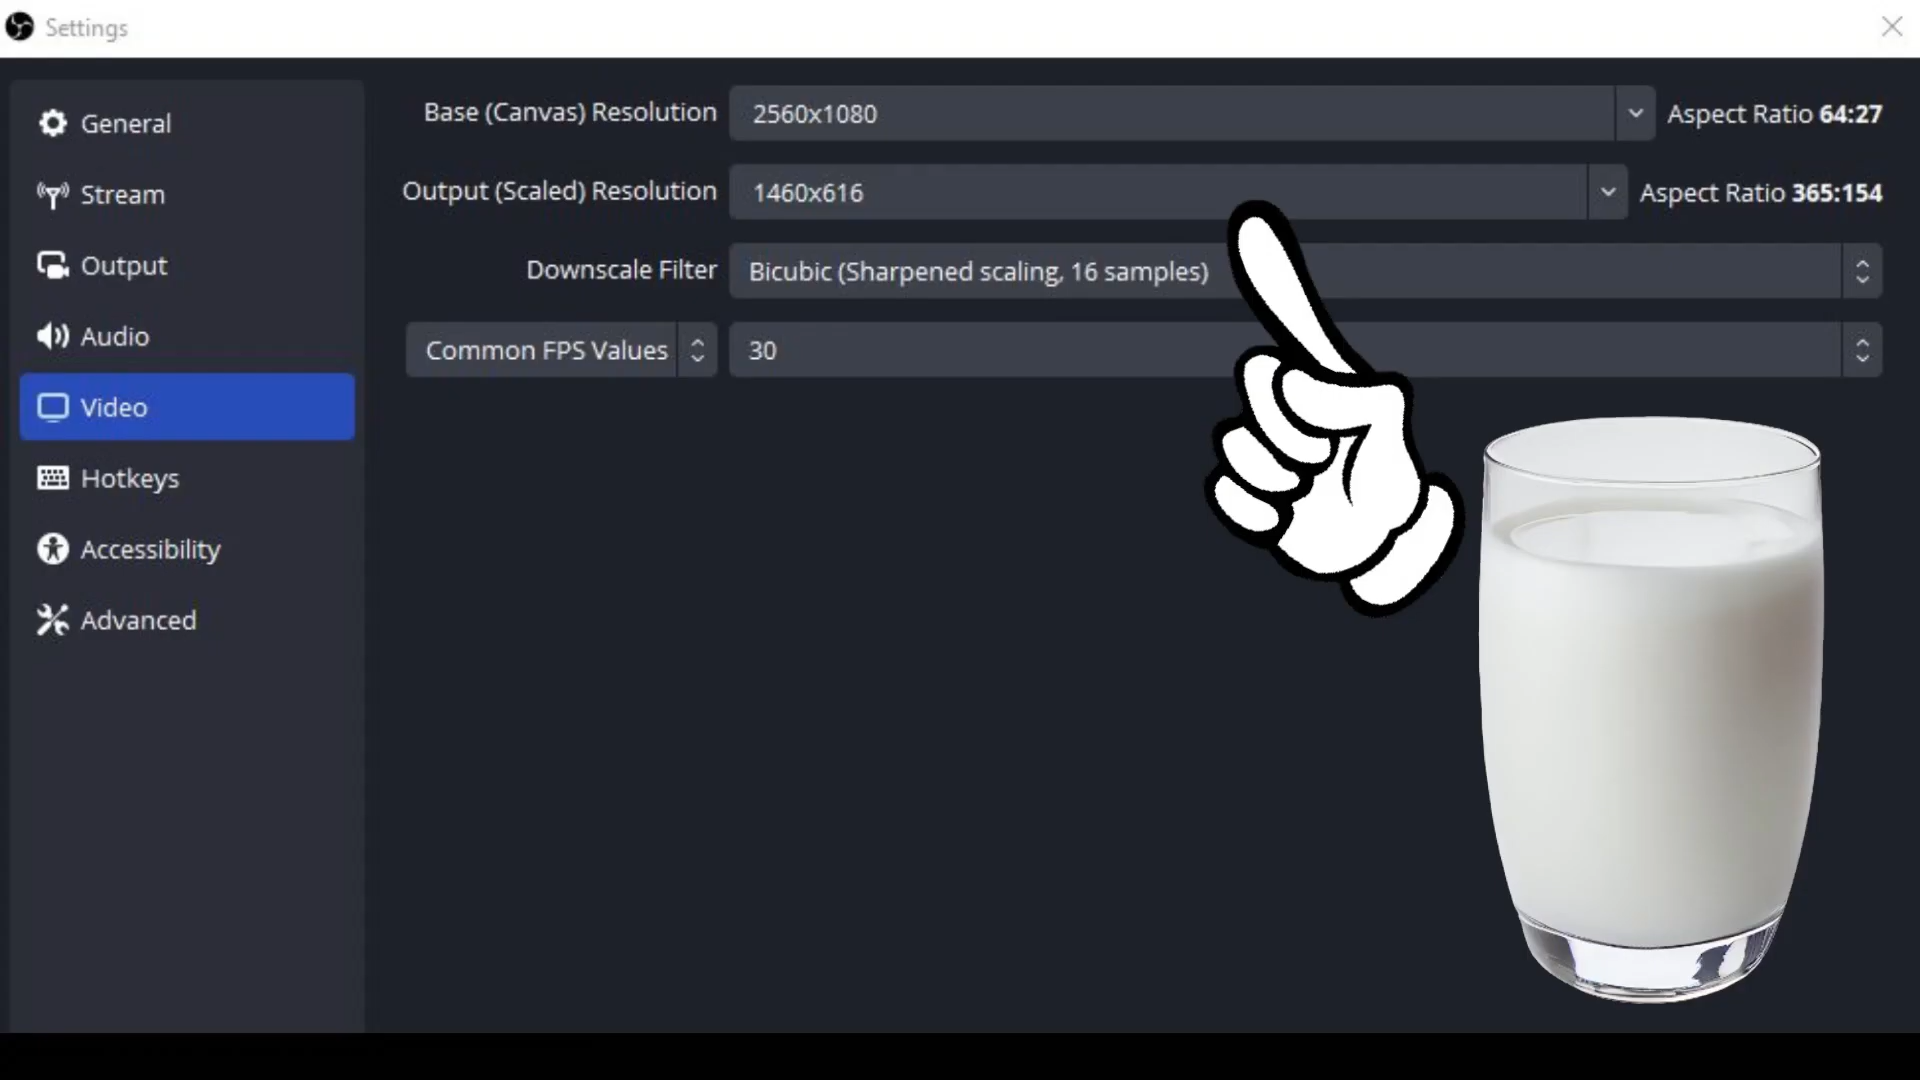 Settings
General
Stream
Output
Audio
Video
Hotkeys
Accessibility
Advanced
Base (Canvas) Resolution 2560x1080 Aspect Ratio 64:27
Output (Scaled) Resolution 1460x616 Aspect Ratio 365:154
Downscale Filter Bicubic (Sharpened scaling, 16 samples)
Common FPS Values 30